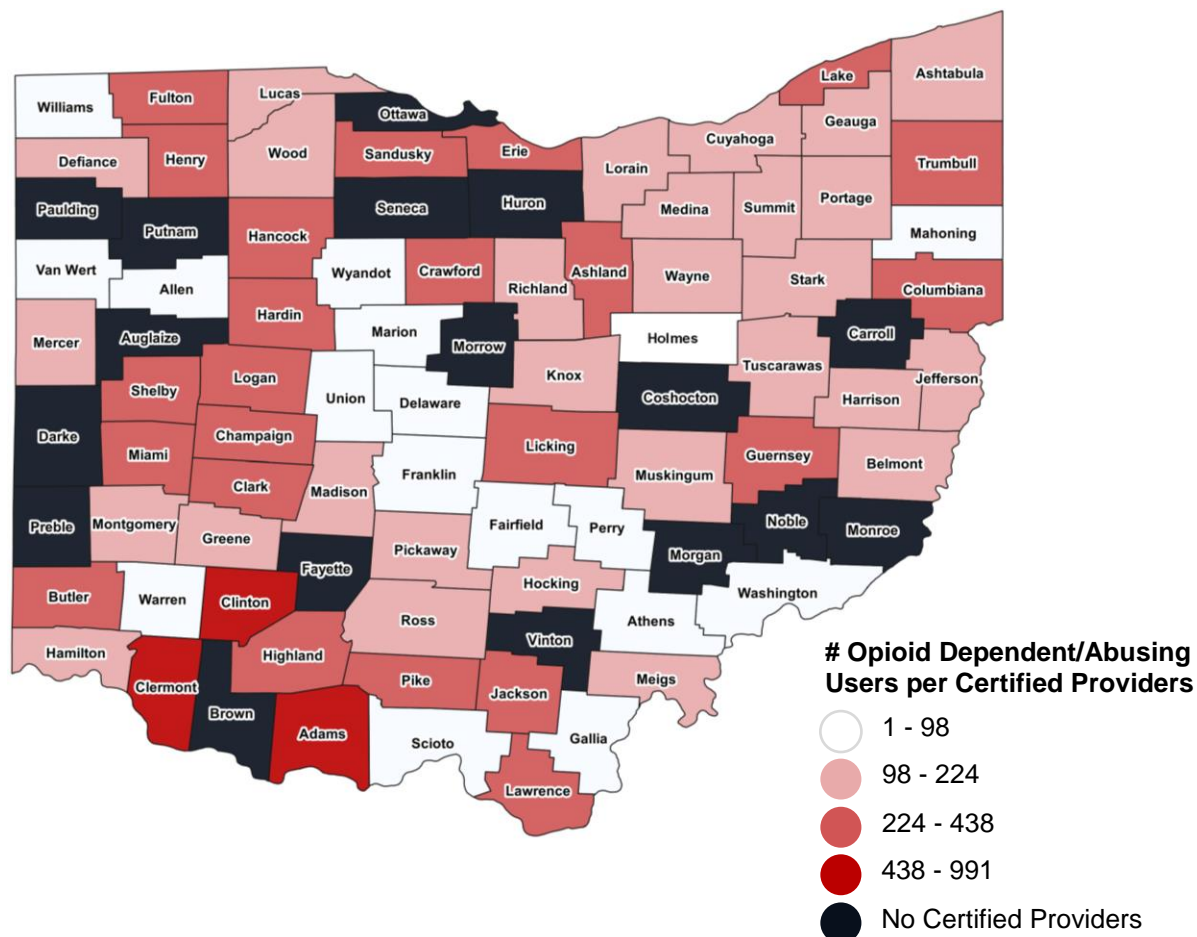 Williams
Fulton
Lucas
Ottawa
Lake
Ashtabula
Defiance
Henry
Wood
Sandusky
Erie
Lorain
Cuyahoga
Geauga
Trumbull
Paulding
Putnam
Hancock
Seneca
Huron
Medina
Summit
Portage
Mahoning
Van Wert
Allen
Wyandot
Crawford
Richland
Ashland
Wayne
Stark
Columbiana
Mercer
Auglaize
Hardin
Marion
Morrow
Knox
Holmes
Tuscarawas
Carroll
Jefferson
Shelby
Logan
Union
Delaware
Coshocton
Harrison
Darke
Miami
Champaign
Clark
Madison
Franklin
Licking
Muskingum
Guernsey
Belmont
Preble
Montgomery
Greene
Fayette
Pickaway
Fairfield
Perry
Morgan
Noble
Monroe
Butler
Warren
Clinton
Ross
Hocking
Athens
Washington
Hamilton
Clermont
Brown
Highland
Pike
Vinton
Jackson
Meigs
Adams
Scioto
Gallia
Lawrence
# Opioid Dependent/Abusing
Users per Certified Providers
1 - 98
98 - 224
224 - 438
438 - 991
No Certified Providers